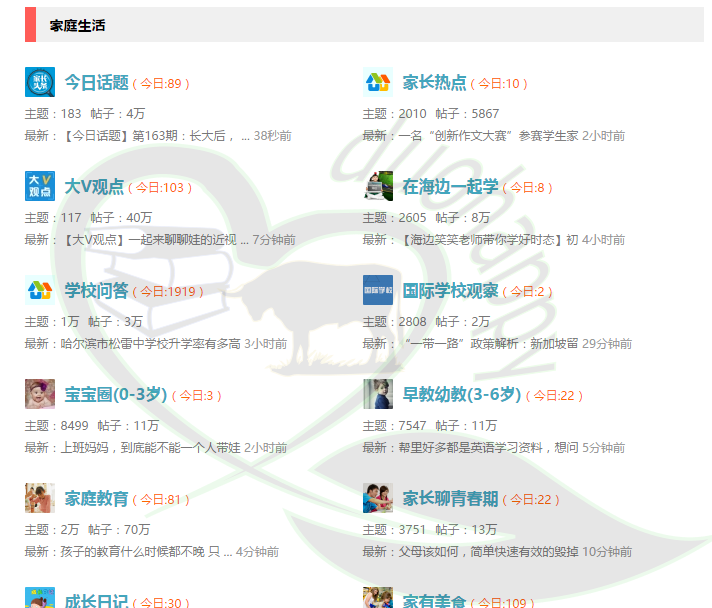 家庭生活
今日话题 ( 今日:89 )
主题：183 帖子：4万
最新：【今日话题】第163期：长大后， ... 38秒前
家长热点 ( 今日:10 )
主题：2010 帖子：5867
最新：一名“创新作文大赛”参赛学生家 2小时前
大V观点
大V观点 ( 今日:103 )
主题：117 帖子：40万
最新：【大V观点】一起来聊聊娃的近视 ... 7分钟前
在海边一起学 ( 今日:8 )
主题：2605 帖子：8万
最新：【海边笑笑老师带你学好时态】初 4小时前
学校问答 ( 今日:1919 )
主题：1万 帖子：3万
最新：哈尔滨市松雷中学校升学率有多高 3小时前
国际学校
国际学校观察 ( 今日:2 )
主题：2808 帖子：2万
最新：“一带一路”政策解析：新加坡留 29分钟前
宝宝圈(0-3岁) ( 今日:3 )
主题：8499 帖子：11万
最新：上班妈妈，到底能不能一个人带娃 2小时前
早教幼教(3-6岁) ( 今日:22 )
主题：7547 帖子：11万
最新：帮里好多都是英语学习资料，想问 5分钟前
家庭教育 ( 今日:81 )
主题：2万 帖子：70万
最新：孩子的教育什么时候都不晚 只 ... 4分钟前
家长聊青春期 ( 今日:22 )
主题：3751 帖子：13万
最新：父母该如何，简单快速有效的毁掉 10分钟前
成长日记 ( 今日:30 )
家有美食 ( 今日:109 )